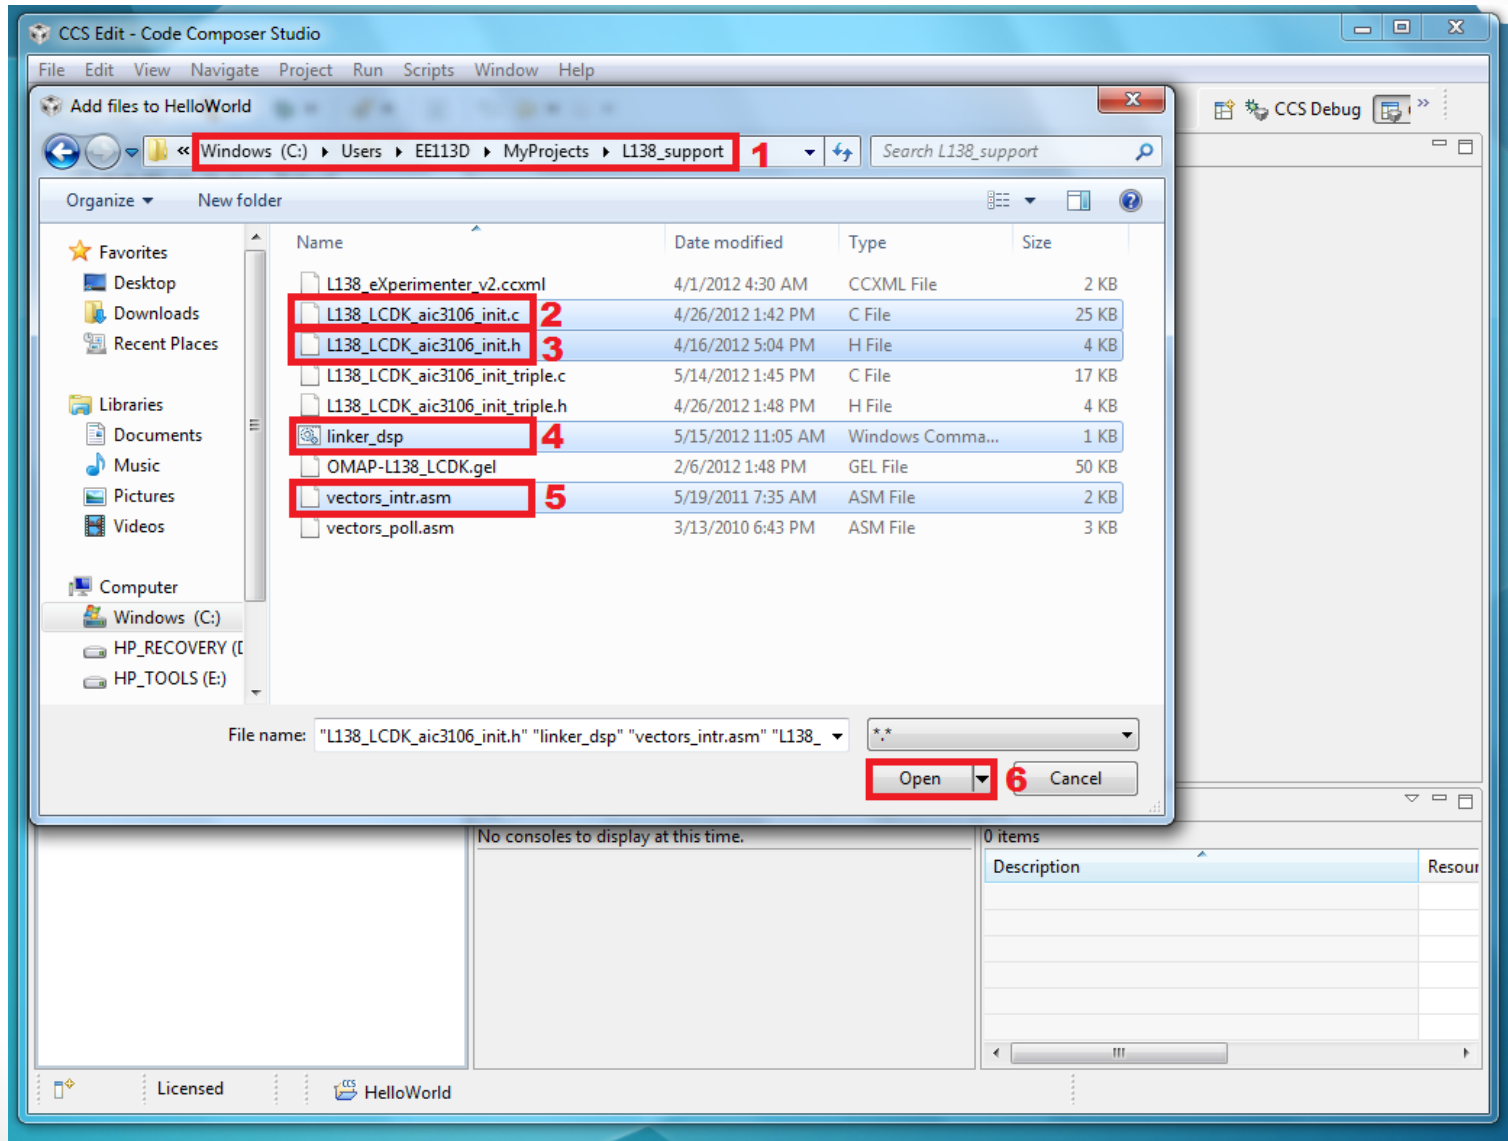 CCS Edit - Code Composer Studio
File Edit View Navigate Project Run Scripts Window Help
Add files to HelloWorld
CCS Debug »
« Windows (C:) Users EE113D MyProjects L138_support 1 Search L138_support
Organize New folder
Name Date modified Type Size
Favorites
Desktop
Downloads
Recent Places
Libraries
Documents
Music
Pictures
Videos
Computer
Windows (C:)
HP_RECOVERY (D
HP_TOOLS (E:)
L138_eXperimenter_v2.ccxml 4/1/2012 4:30 AM CCXML File 2 KB
L138_LCDK_aic3106_init.c 2 4/26/2012 1:42 PM C File 25 KB
L138_LCDK_aic3106_init.h 3 4/16/2012 5:04 PM H File 4 KB
L138_LCDK_aic3106_init_triple.c 5/14/2012 1:45 PM C File 17 KB
L138_LCDK_aic3106_init_triple.h 4/26/2012 1:48 PM H File 4 KB
linker_dsp 4 5/15/2012 11:05 AM Windows Comma... 1 KB
OMAP-L138_LCDK.gel 2/6/2012 1:48 PM GEL File 50 KB
vectors_intr.asm 5 5/19/2011 7:35 AM ASM File 2 KB
vectors_poll.asm 3/13/2010 6:43 PM ASM File 3 KB
File name: "L138_LCDK_aic3106_init.h" "linker_dsp" "vectors_intr.asm" "L138_ *.*
Open 6 Cancel
No consoles to display at this time.
0 items
Description Resour
Licensed HelloWorld